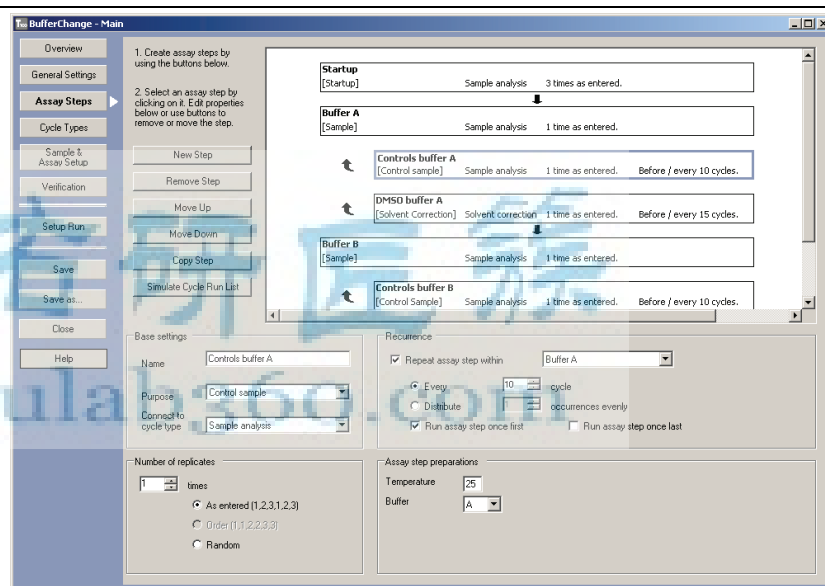 T100 BufferChange - Main
Overview
General Settings
Assay Steps
Cycle Types
Sample &
Assay Setup
Verification
Setup Run
Save
Save as...
Close
Help
1. Create assay steps by
using the buttons below.
2. Select an assay step by
clicking on it. Edit properties
below or use buttons to
remove or move the step.
New Step
Remove Step
Move Up
Move Down
Copy Step
Simulate Cycle Run List
Startup
[Startup] Sample analysis 3 times as entered.
Buffer A
[Sample] Sample analysis 1 time as entered.
Controls buffer A
[Control sample] Sample analysis 1 time as entered. Before / every 10 cycles.
DMSO buffer A
[Solvent Correction] Solvent correction 1 time as entered. Before / every 15 cycles.
Buffer B
[Sample] Sample analysis 1 time as entered.
Controls buffer B
[Control Sample] Sample analysis 1 time as entered. Before / every 10 cycles.
Base settings
Name Controls buffer A
Purpose Control sample
Connect to
cycle type Sample analysis
Recurrence
Repeat assay step within Buffer A
Every 10 cycle
Distribute 1 occurrences evenly
Run assay step once first Run assay step once last
Number of replicates
1 times
As entered (1,2,3,1,2,3)
Order (1,1,2,2,3,3)
Random
Assay step preparations
Temperature 25
Buffer A
ulab360.com